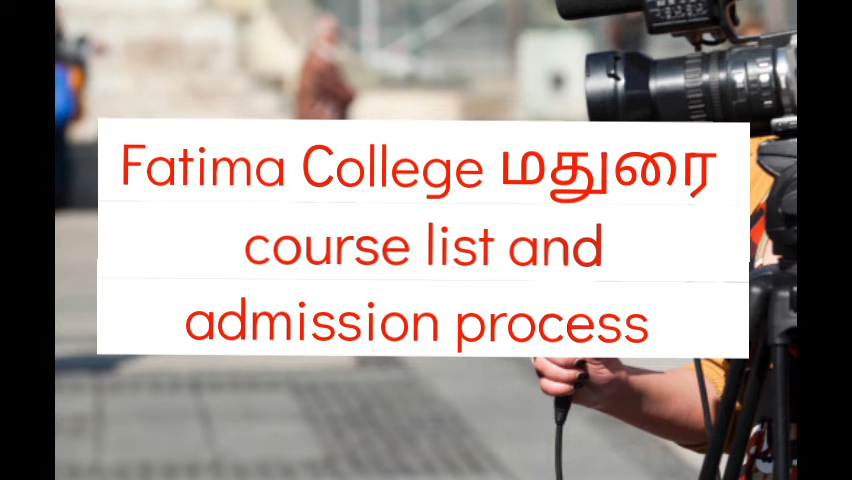 Fatima College மதுரை
course list and
admission process